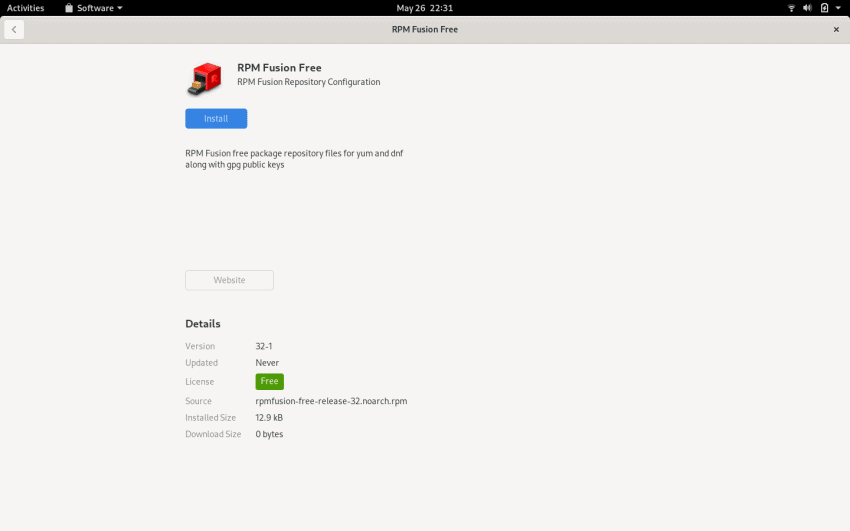 Activities Software May 26 22:31
RPM Fusion Free
RPM Fusion Free
RPM Fusion Repository Configuration
Install
RPM Fusion free package repository files for yum and dnf
along with gpg public keys
Website
Details
Version 32-1
Updated Never
License Free
Source rpmfusion-free-release-32.noarch.rpm
Installed Size 12.9 kB
Download Size 0 bytes